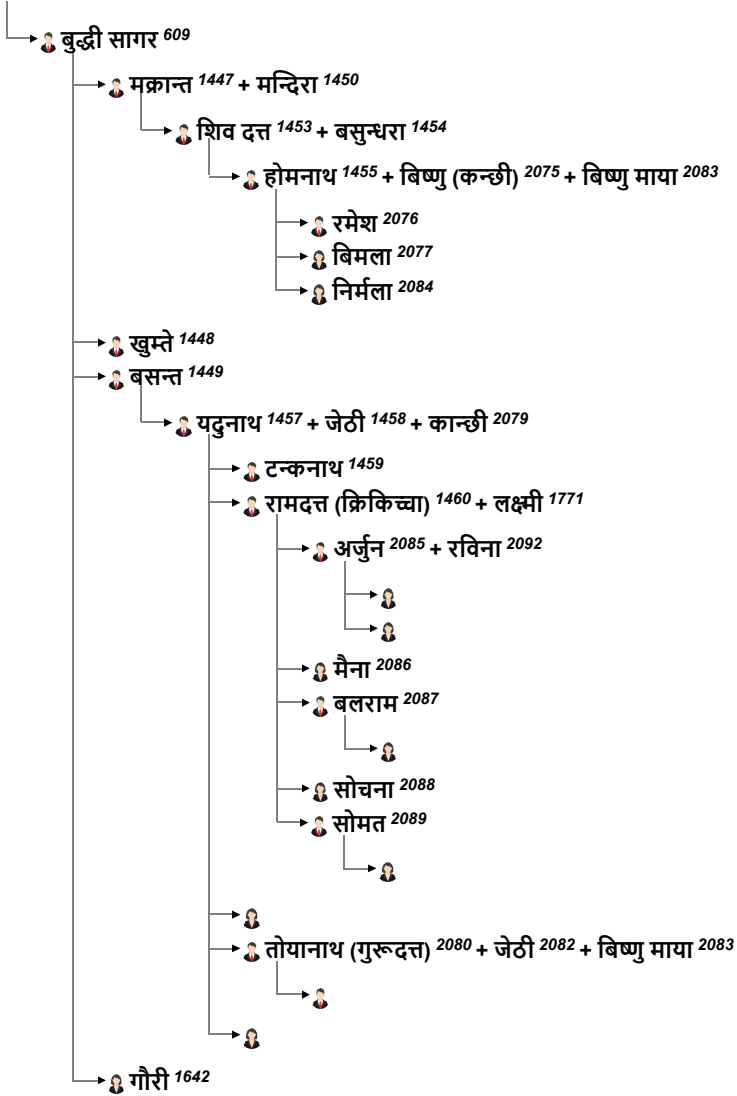 बुद्धी सागर 609
मक्रान्त 1447 + मन्दिरा 1450
शिव दत्त 1453 + बसुन्धरा 1454
होमनाथ 1455 + बिष्णु (कन्छी) 2075 + बिष्णु माया 2083
रमेश 2076
बिमला 2077
निर्मला 2084
खुम्ते 1448
बसन्त 1449
यदुनाथ 1457 + जेठी 1458 + कान्छी 2079
टन्कनाथ 1459
रामदत्त (क्रिकिच्चा) 1460 + लक्ष्मी 1771
अर्जुन 2085 + रविना 2092
मैना 2086
बलराम 2087
सोचना 2088
सोमत 2089
तोयानाथ (गुरूदत्त) 2080 + जेठी 2082 + बिष्णु माया 2083
गौरी 1642